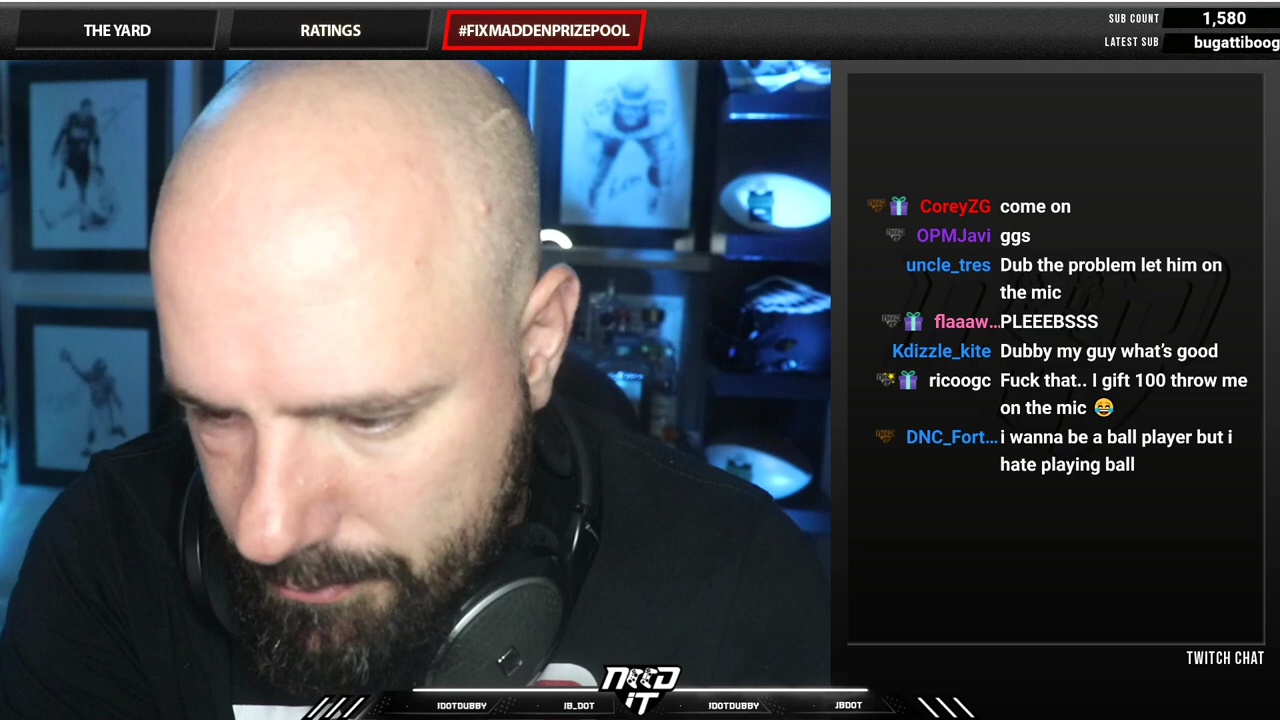 THE YARD
RATINGS
#FIXMADDENPRIZEPOOL
SUB COUNT 1,580
LATEST SUB bugattiboog
CoreyZG come on
OPMJavi ggs
uncle_tres Dub the problem let him on
the mic
flaaaw... PLEEEBSSS
Kdizzle_kite Dubby my guy what's good
ricoogc Fuck that.. I gift 100 throw me
on the mic 😂
DNC_Fort... i wanna be a ball player but i
hate playing ball
TWITCH CHAT
NEED
IT
IDOTDUBBY
IB_DOT
IDOTDUBBY
JBDOT